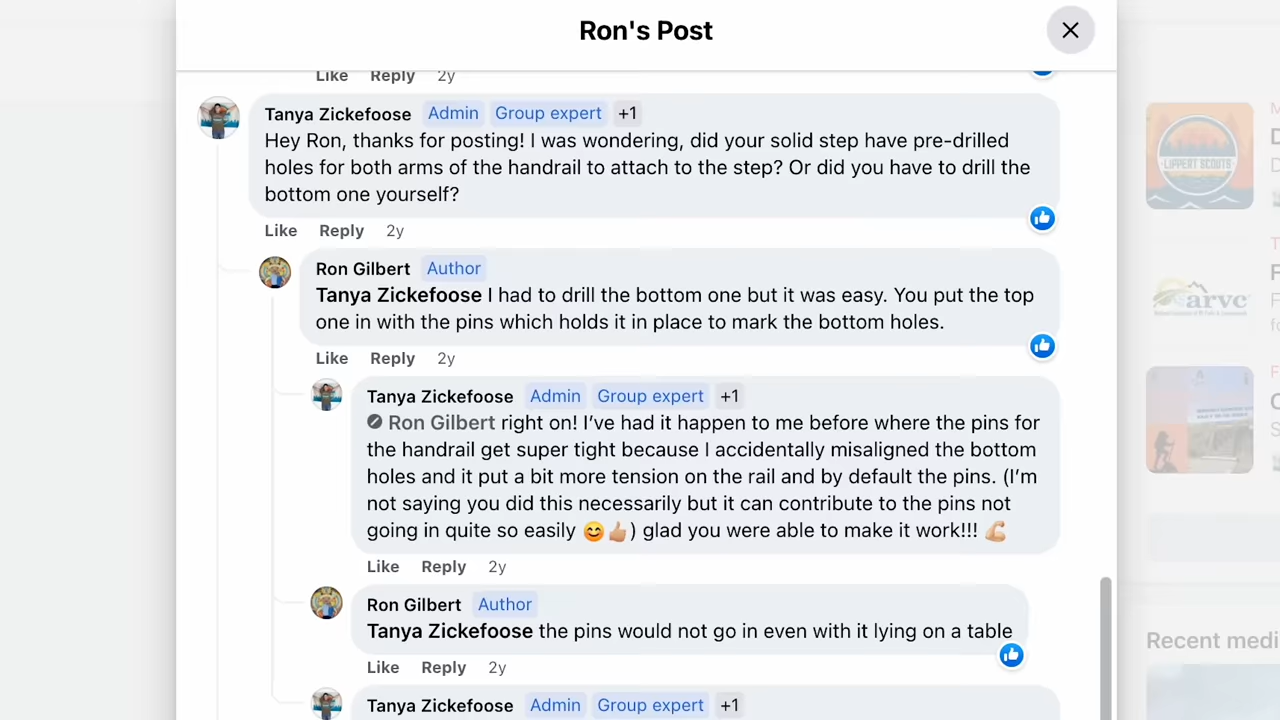 Ron's Post
Like Reply 2y
Tanya Zickefoose Admin Group expert +1
Hey Ron, thanks for posting! I was wondering, did your solid step have pre-drilled
holes for both arms of the handrail to attach to the step? Or did you have to drill the
bottom one yourself?
Like Reply 2y
Ron Gilbert Author
Tanya Zickefoose I had to drill the bottom one but it was easy. You put the top
one in with the pins which holds it in place to mark the bottom holes.
Like Reply 2y
Tanya Zickefoose Admin Group expert +1
Ron Gilbert right on! I’ve had it happen to me before where the pins for
the handrail get super tight because I accidentally misaligned the bottom
holes and it put a bit more tension on the rail and by default the pins. (I’m
not saying you did this necessarily but it can contribute to the pins not
going in quite so easily 😊👍🏼) glad you were able to make it work!!! 💪🏼
Like Reply 2y
Ron Gilbert Author
Tanya Zickefoose the pins would not go in even with it lying on a table
Like Reply 2y
Tanya Zickefoose Admin Group expert +1
LIPPERT SCOUTS
arvc
Recent medi